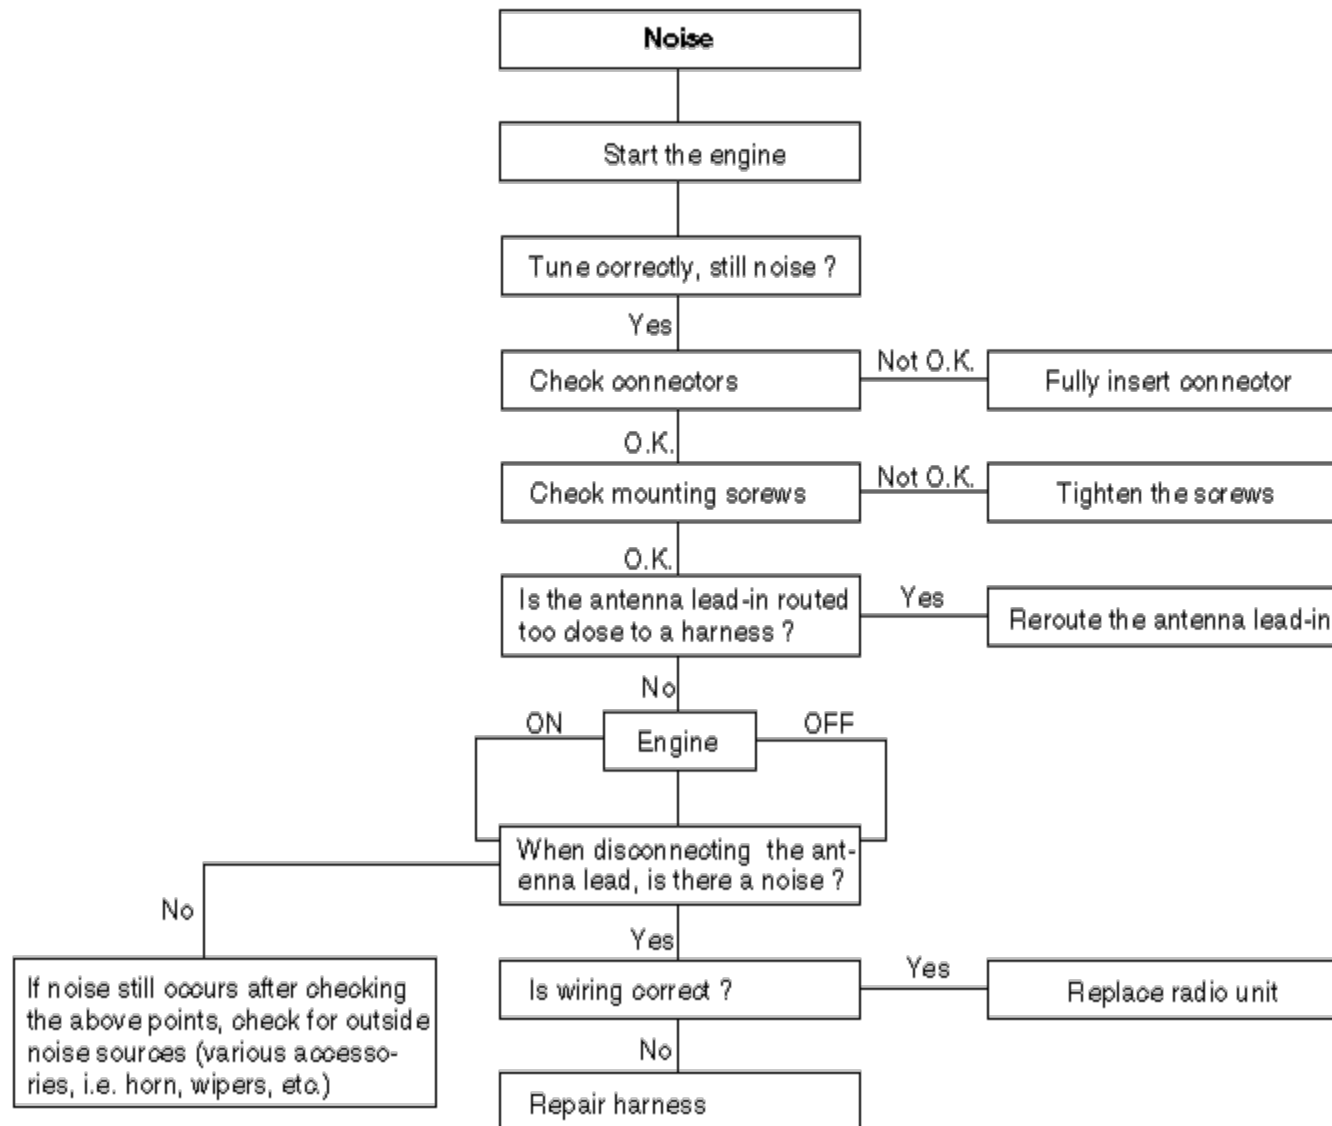 Noise
Start the engine
Tune correctly, still noise ?
Yes
Check connectors
Not O.K.
Fully insert connector
O.K.
Check mounting screws
Not O.K.
Tighten the screws
O.K.
Is the antenna lead-in routed
too close to a harness ?
Yes
Reroute the antenna lead-in
No
ON
Engine
OFF
When disconnecting the ant-
enna lead, is there a noise ?
No
If noise still occurs after checking
the above points, check for outside
noise sources (various accesso-
ries, i.e. horn, wipers, etc.)
Yes
Is wiring correct ?
Yes
Replace radio unit
No
Repair harness